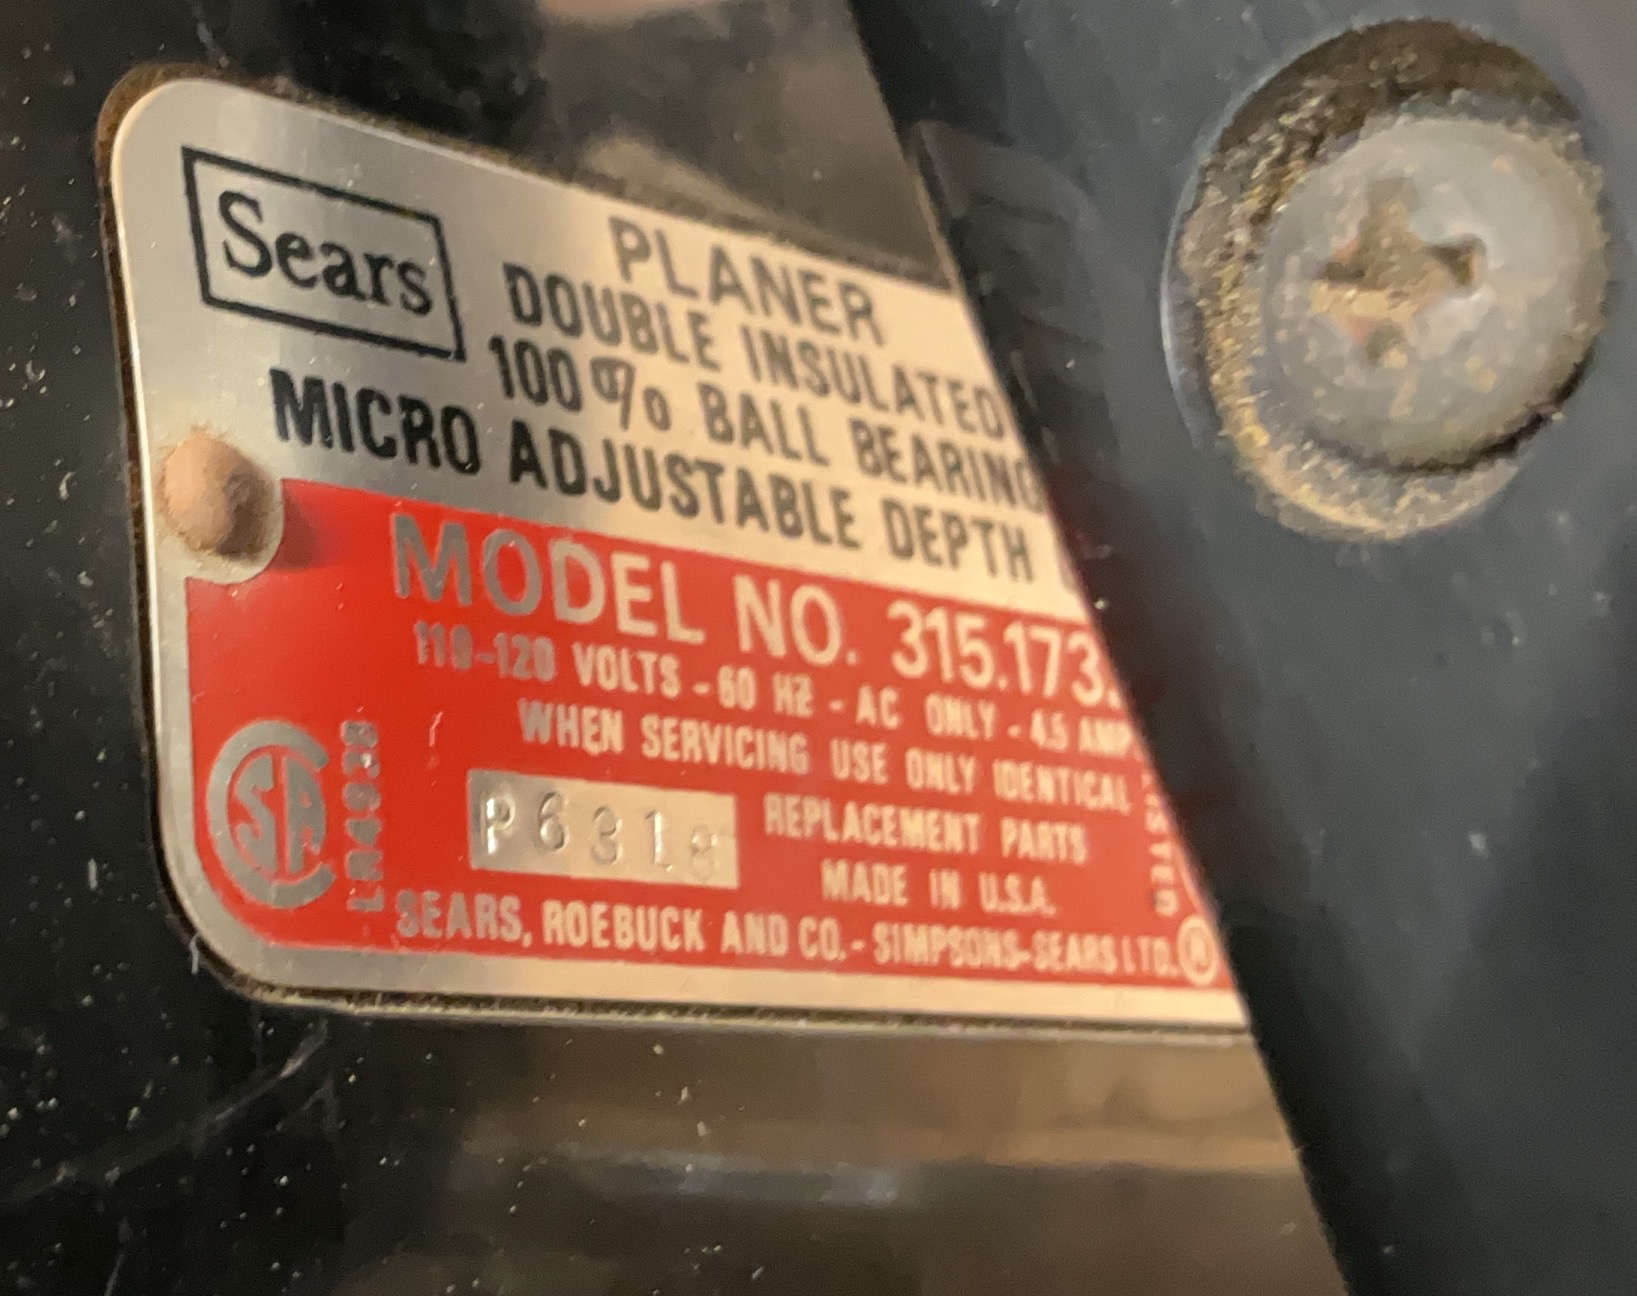 Sears
PLANER
DOUBLE INSULATED
100% BALL BEARING
MICRO ADJUSTABLE DEPTH
MODEL NO. 315.173.
110-120 VOLTS - 60 HZ - AC ONLY - 4.5 AMP
WHEN SERVICING USE ONLY IDENTICAL
REPLACEMENT PARTS
P6318
MADE IN U.S.A.
SEARS, ROEBUCK AND CO.- SIMPSONS-SEARS LTD.
SA
®